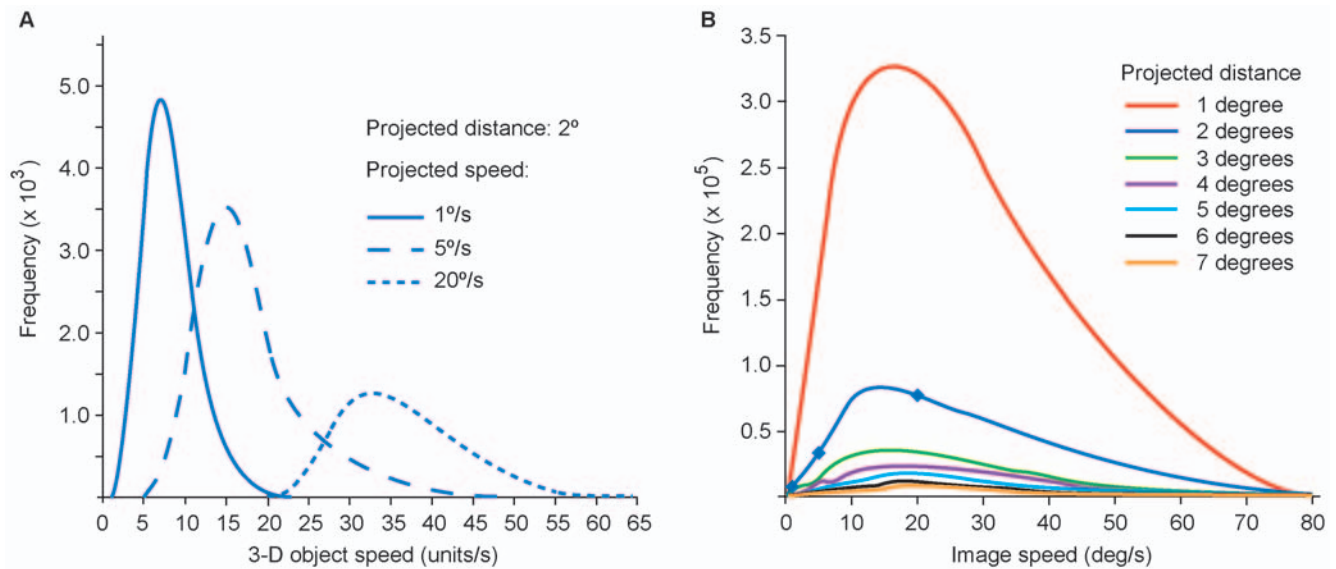 A
Frequency (x 10³)
5.0
4.0
3.0
2.0
1.0
0 5 10 15 20 25 30 35 40 45 50 55 60 65
3-D object speed (units/s)
Projected distance: 2º
Projected speed:
1º/s
5º/s
20º/s
B
Frequency (x 10⁵)
3.5
3.0
2.5
2.0
1.5
1.0
0.5
0 10 20 30 40 50 60 70 80
Image speed (deg/s)
Projected distance
1 degree
2 degrees
3 degrees
4 degrees
5 degrees
6 degrees
7 degrees